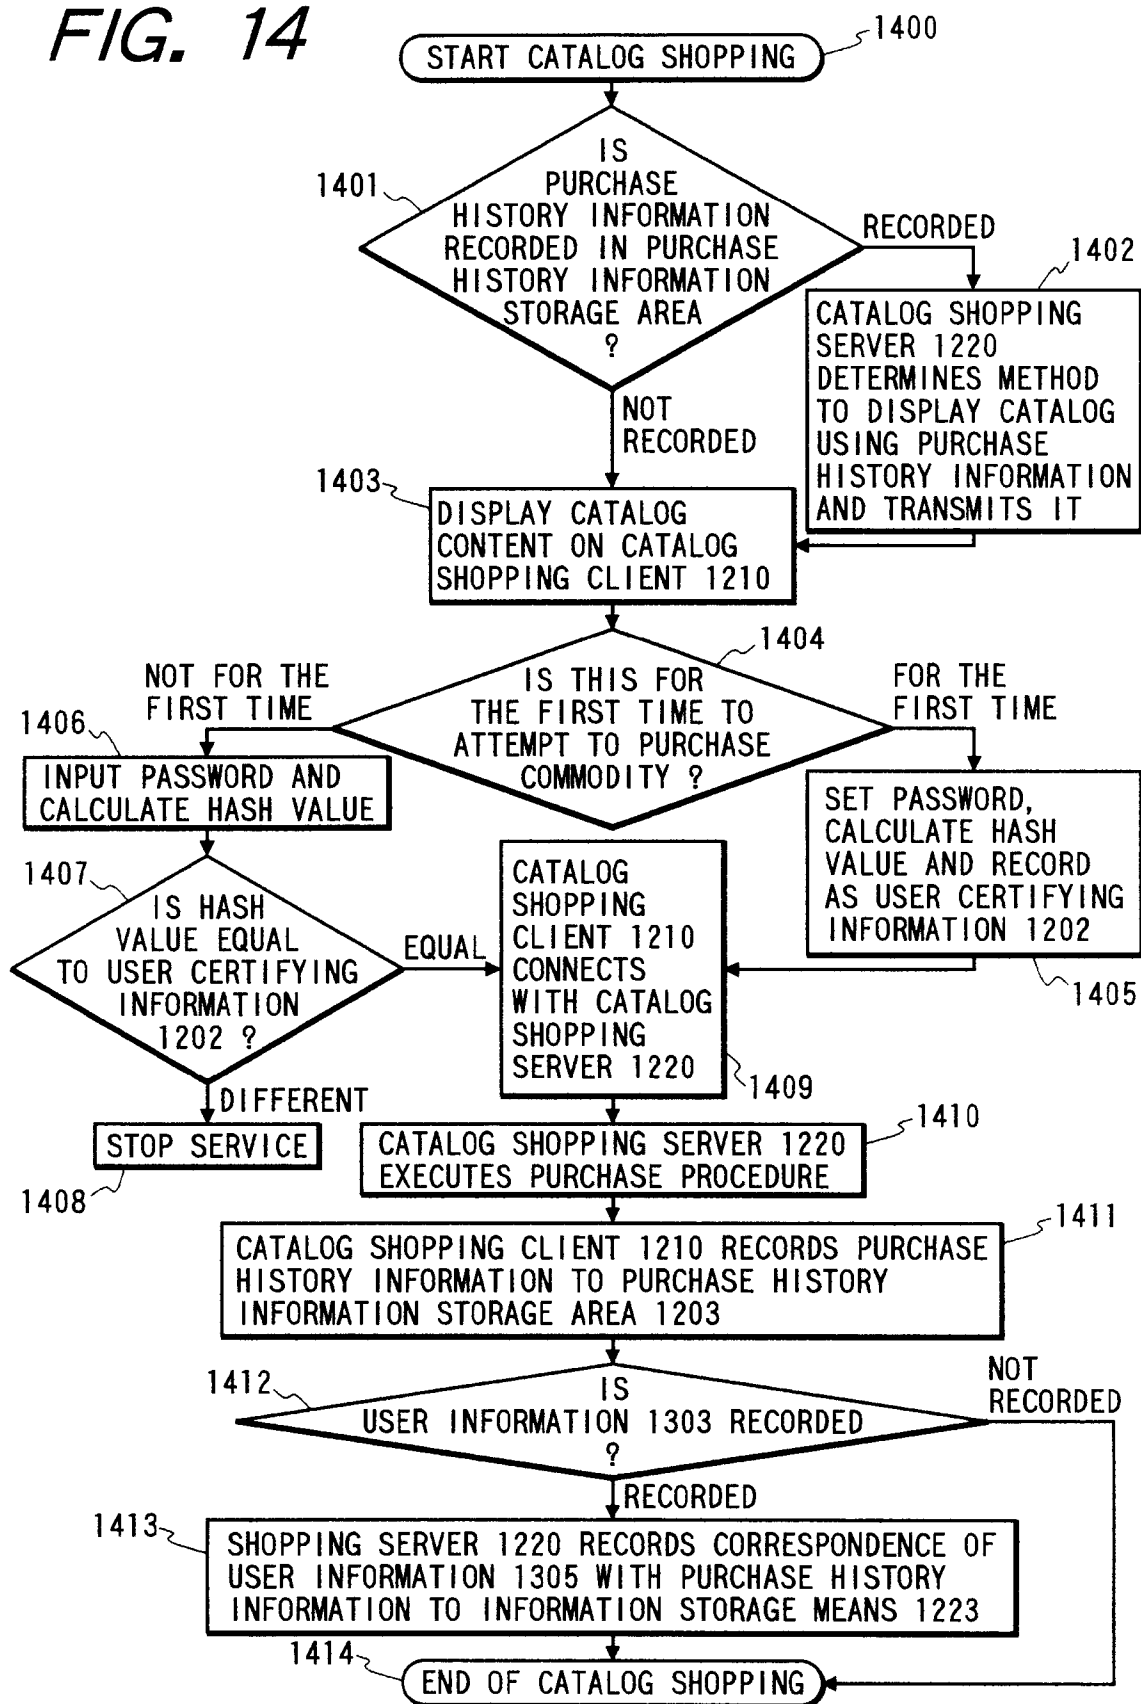 FIG. 14
START CATALOG SHOPPING
1400
IS
PURCHASE
HISTORY INFORMATION
RECORDED IN PURCHASE
HISTORY INFORMATION
STORAGE AREA
?
1401
RECORDED
1402
CATALOG SHOPPING
SERVER 1220
DETERMINES METHOD
TO DISPLAY CATALOG
USING PURCHASE
HISTORY INFORMATION
AND TRANSMITS IT
NOT
RECORDED
1403
DISPLAY CATALOG
CONTENT ON CATALOG
SHOPPING CLIENT 1210
1404
IS THIS FOR
THE FIRST TIME TO
ATTEMPT TO PURCHASE
COMMODITY ?
NOT FOR THE
FIRST TIME
FOR THE
FIRST TIME
1406
INPUT PASSWORD AND
CALCULATE HASH VALUE
SET PASSWORD,
CALCULATE HASH
VALUE AND RECORD
AS USER CERTIFYING
INFORMATION 1202
1405
1407
IS HASH
VALUE EQUAL
TO USER CERTIFYING
INFORMATION
1202 ?
EQUAL
CATALOG
SHOPPING
CLIENT 1210
CONNECTS
WITH CATALOG
SHOPPING
SERVER 1220
1409
DIFFERENT
STOP SERVICE
1408
1410
CATALOG SHOPPING SERVER 1220
EXECUTES PURCHASE PROCEDURE
1411
CATALOG SHOPPING CLIENT 1210 RECORDS PURCHASE
HISTORY INFORMATION TO PURCHASE HISTORY
INFORMATION STORAGE AREA 1203
1412
IS
USER INFORMATION 1303 RECORDED
?
NOT
RECORDED
RECORDED
1413
SHOPPING SERVER 1220 RECORDS CORRESPONDENCE OF
USER INFORMATION 1305 WITH PURCHASE HISTORY
INFORMATION TO INFORMATION STORAGE MEANS 1223
1414
END OF CATALOG SHOPPING